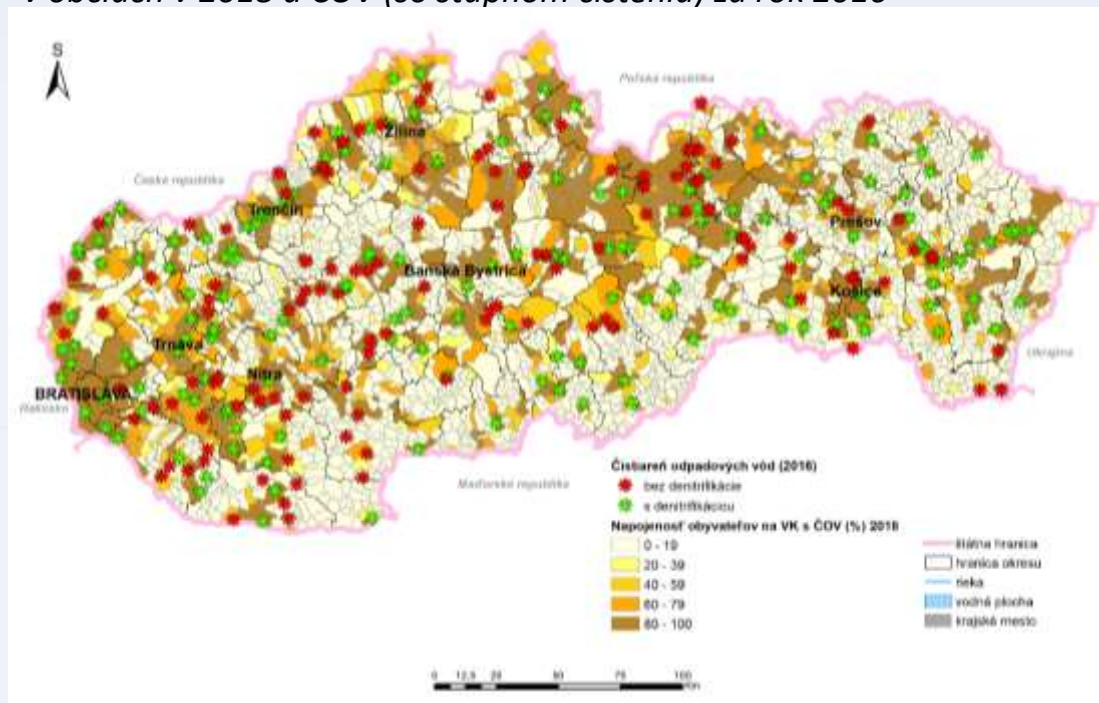 S
Poľská republika
Žilina
Česká republika
Trenčín
Prešov
Banská Bystrica
Košice
Trnava
Nitra
Ukrajina
BRATISLAVA
Rakúsko
Maďarská republika
Čistiareň odpadových vôd (2016)
bez denitrifikácie
s denitrifikáciou
Napojenosť obyvateľov na VK s ČOV (%) 2018
0 - 19
20 - 39
40 - 59
60 - 79
80 - 100
štátna hranica
hranica okresu
rieka
vodná plocha
krajské mesto
0 12,5 25 50 75 100
Km